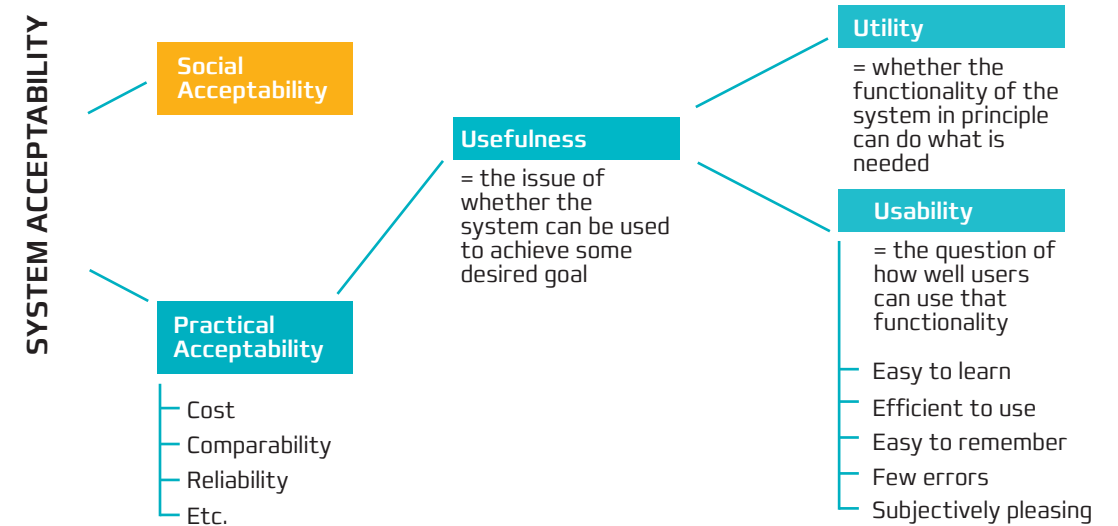 SYSTEM ACCEPTABILITY
Social
Acceptability
Practical
Acceptability
Cost
Comparability
Reliability
Etc.
Usefulness
= the issue of
whether the
system can be used
to achieve some
desired goal
Utility
= whether the
functionality of the
system in principle
can do what is
needed
Usability
= the question of
how well users
can use that
functionality
Easy to learn
Efficient to use
Easy to remember
Few errors
Subjectively pleasing